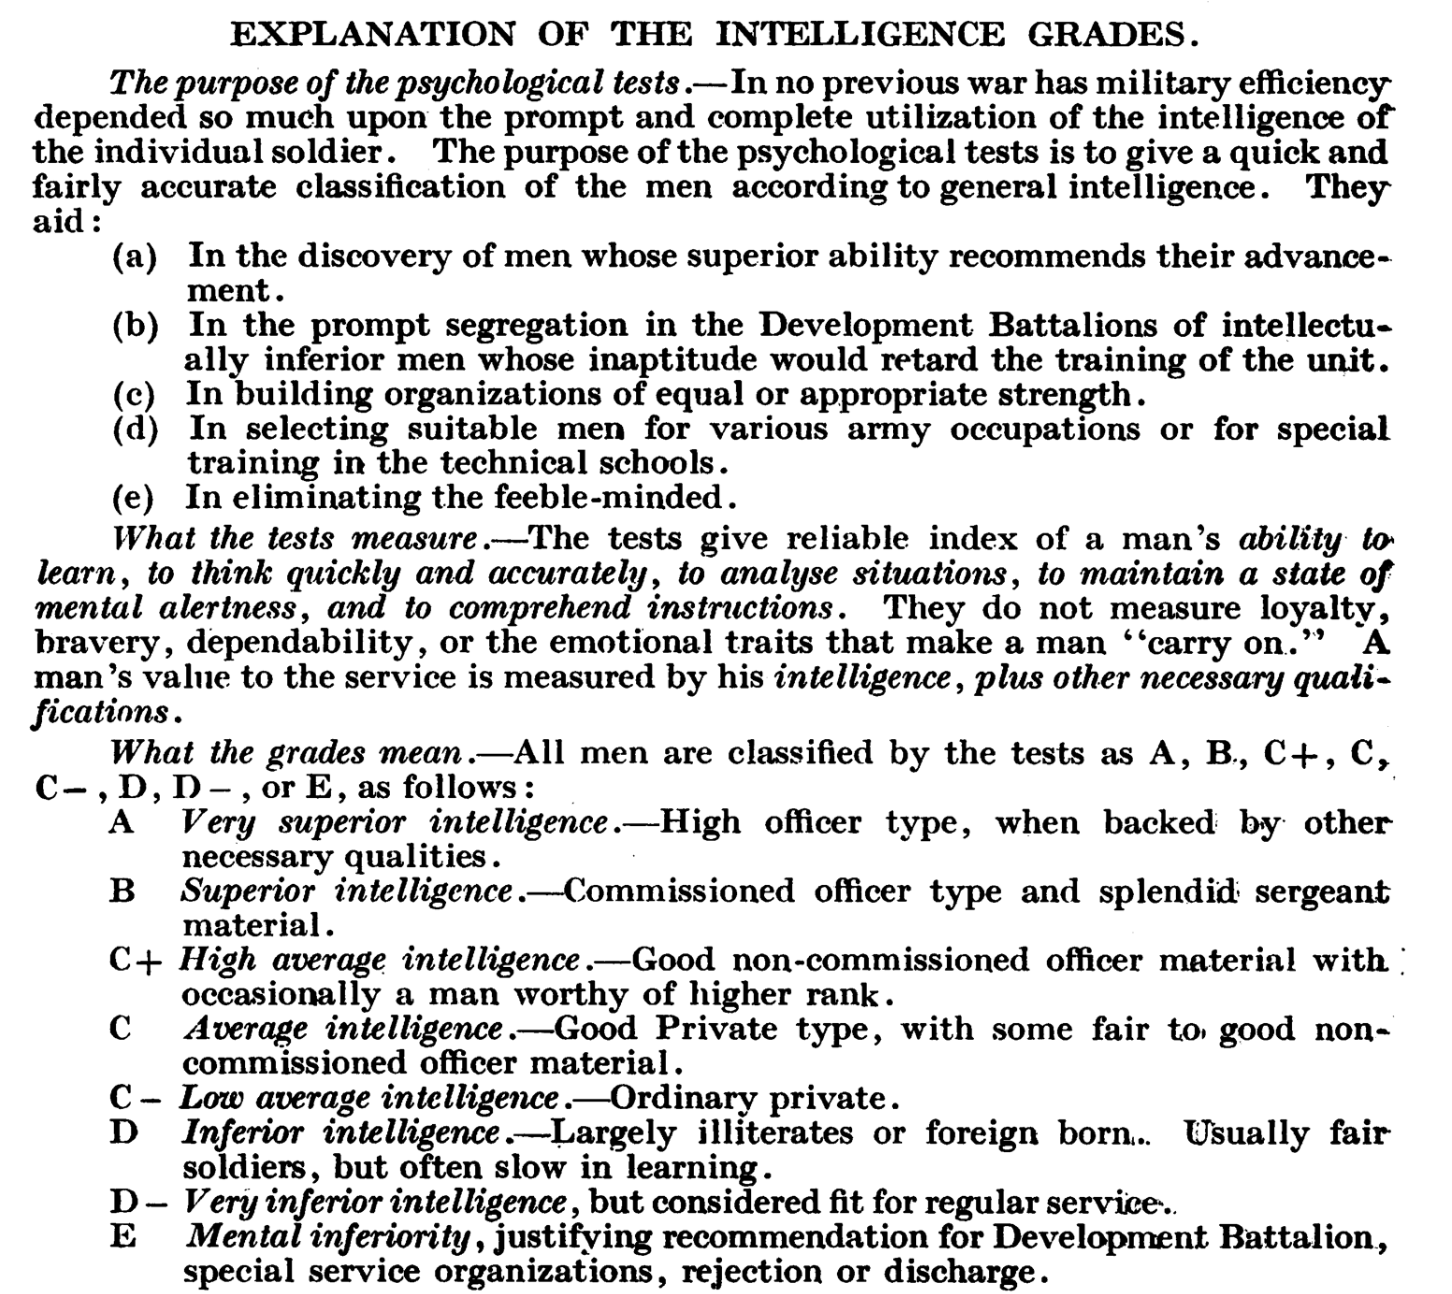 EXPLANATION OF THE INTELLIGENCE GRADES.
The purpose of the psychological tests.—In no previous war has military efficiency
depended so much upon the prompt and complete utilization of the intelligence of
the individual soldier. The purpose of the psychological tests is to give a quick and
fairly accurate classification of the men according to general intelligence. They
aid:
(a) In the discovery of men whose superior ability recommends their advance-
ment.
(b) In the prompt segregation in the Development Battalions of intellectu-
ally inferior men whose inaptitude would retard the training of the unit.
(c) In building organizations of equal or appropriate strength.
(d) In selecting suitable men for various army occupations or for special
training in the technical schools.
(e) In eliminating the feeble-minded.
What the tests measure.—The tests give reliable index of a man's ability to
learn, to think quickly and accurately, to analyse situations, to maintain a state of
mental alertness, and to comprehend instructions. They do not measure loyalty,
bravery, dependability, or the emotional traits that make a man "carry on." A
man's value to the service is measured by his intelligence, plus other necessary quali-
fications.
What the grades mean.—All men are classified by the tests as A, B, C+, C,
C–, D, D–, or E, as follows:
A Very superior intelligence.—High officer type, when backed by other
necessary qualities.
B Superior intelligence.—Commissioned officer type and splendid sergeant
material.
C+ High average intelligence.—Good non-commissioned officer material with
occasionally a man worthy of higher rank.
C Average intelligence.—Good Private type, with some fair to good non-
commissioned officer material.
C– Low average intelligence.—Ordinary private.
D Inferior intelligence.—Largely illiterates or foreign born. Usually fair
soldiers, but often slow in learning.
D– Very inferior intelligence, but considered fit for regular service.
E Mental inferiority, justifying recommendation for Development Battalion,
special service organizations, rejection or discharge.